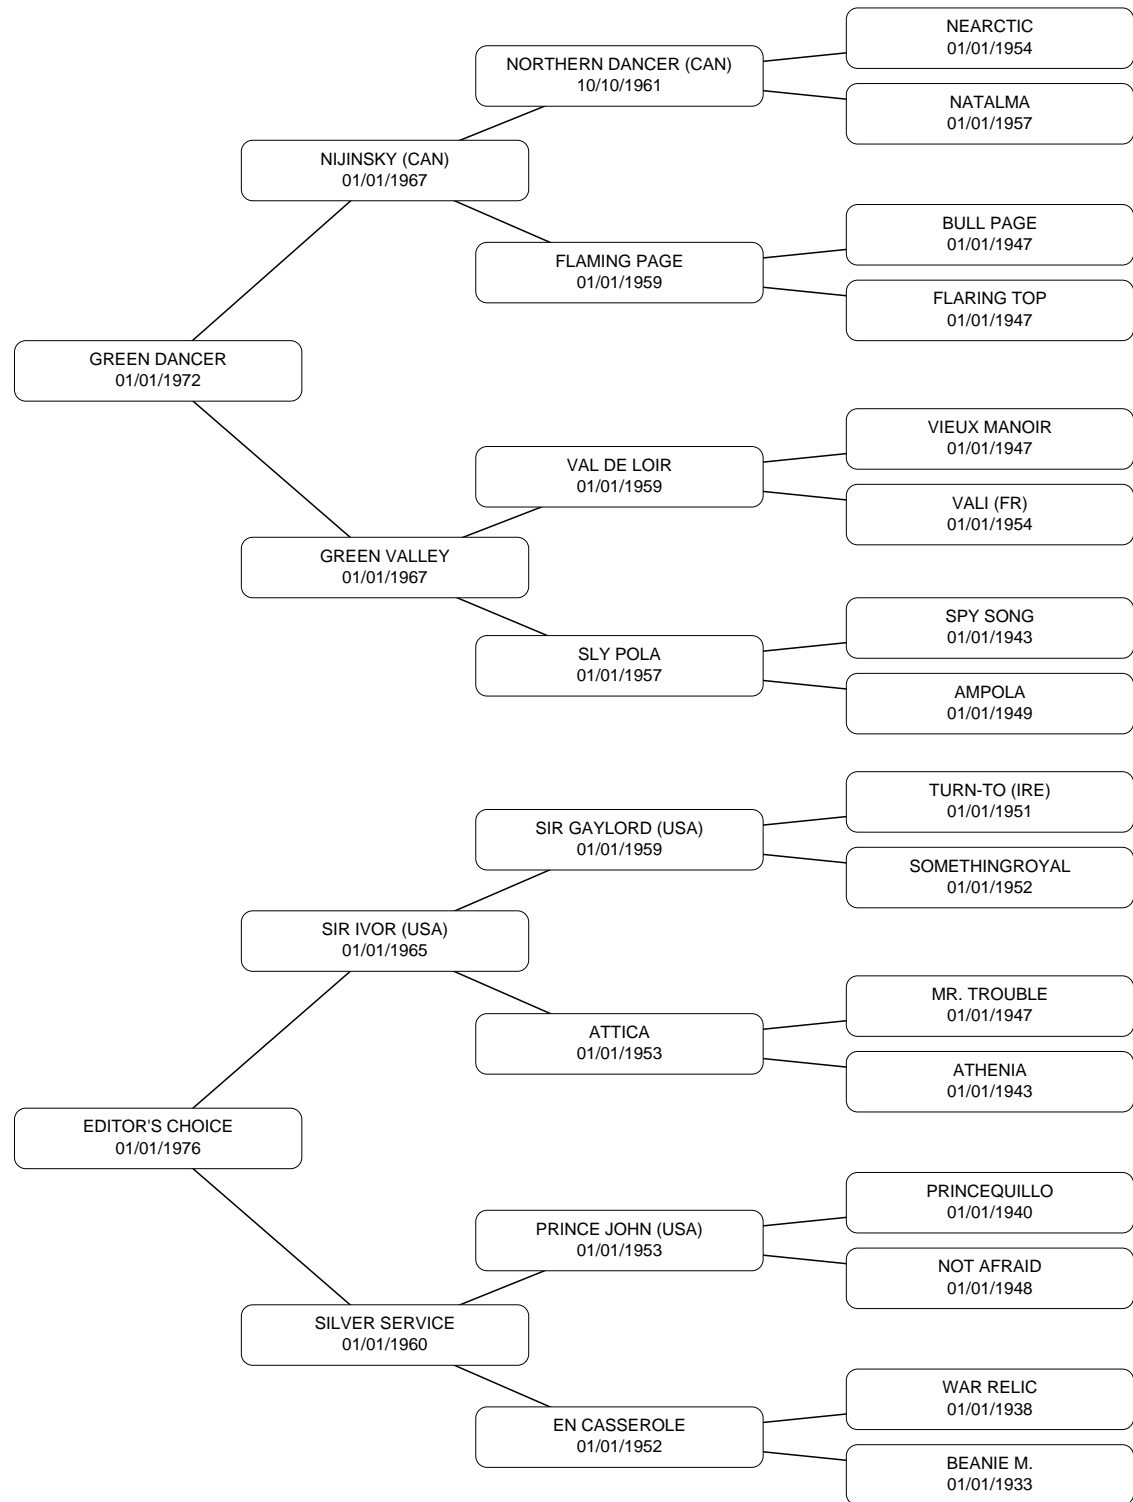 NEARCTIC
01/01/1954
NORTHERN DANCER (CAN)
10/10/1961
NATALMA
01/01/1957
NIJINSKY (CAN)
01/01/1967
BULL PAGE
01/01/1947
FLAMING PAGE
01/01/1959
FLARING TOP
01/01/1947
GREEN DANCER
01/01/1972
VIEUX MANOIR
01/01/1947
VAL DE LOIR
01/01/1959
VALI (FR)
01/01/1954
GREEN VALLEY
01/01/1967
SPY SONG
01/01/1943
SLY POLA
01/01/1957
AMPOLA
01/01/1949
TURN-TO (IRE)
01/01/1951
SIR GAYLORD (USA)
01/01/1959
SOMETHINGROYAL
01/01/1952
SIR IVOR (USA)
01/01/1965
MR. TROUBLE
01/01/1947
ATTICA
01/01/1953
ATHENIA
01/01/1943
EDITOR'S CHOICE
01/01/1976
PRINCEQUILLO
01/01/1940
PRINCE JOHN (USA)
01/01/1953
NOT AFRAID
01/01/1948
SILVER SERVICE
01/01/1960
WAR RELIC
01/01/1938
EN CASSEROLE
01/01/1952
BEANIE M.
01/01/1933